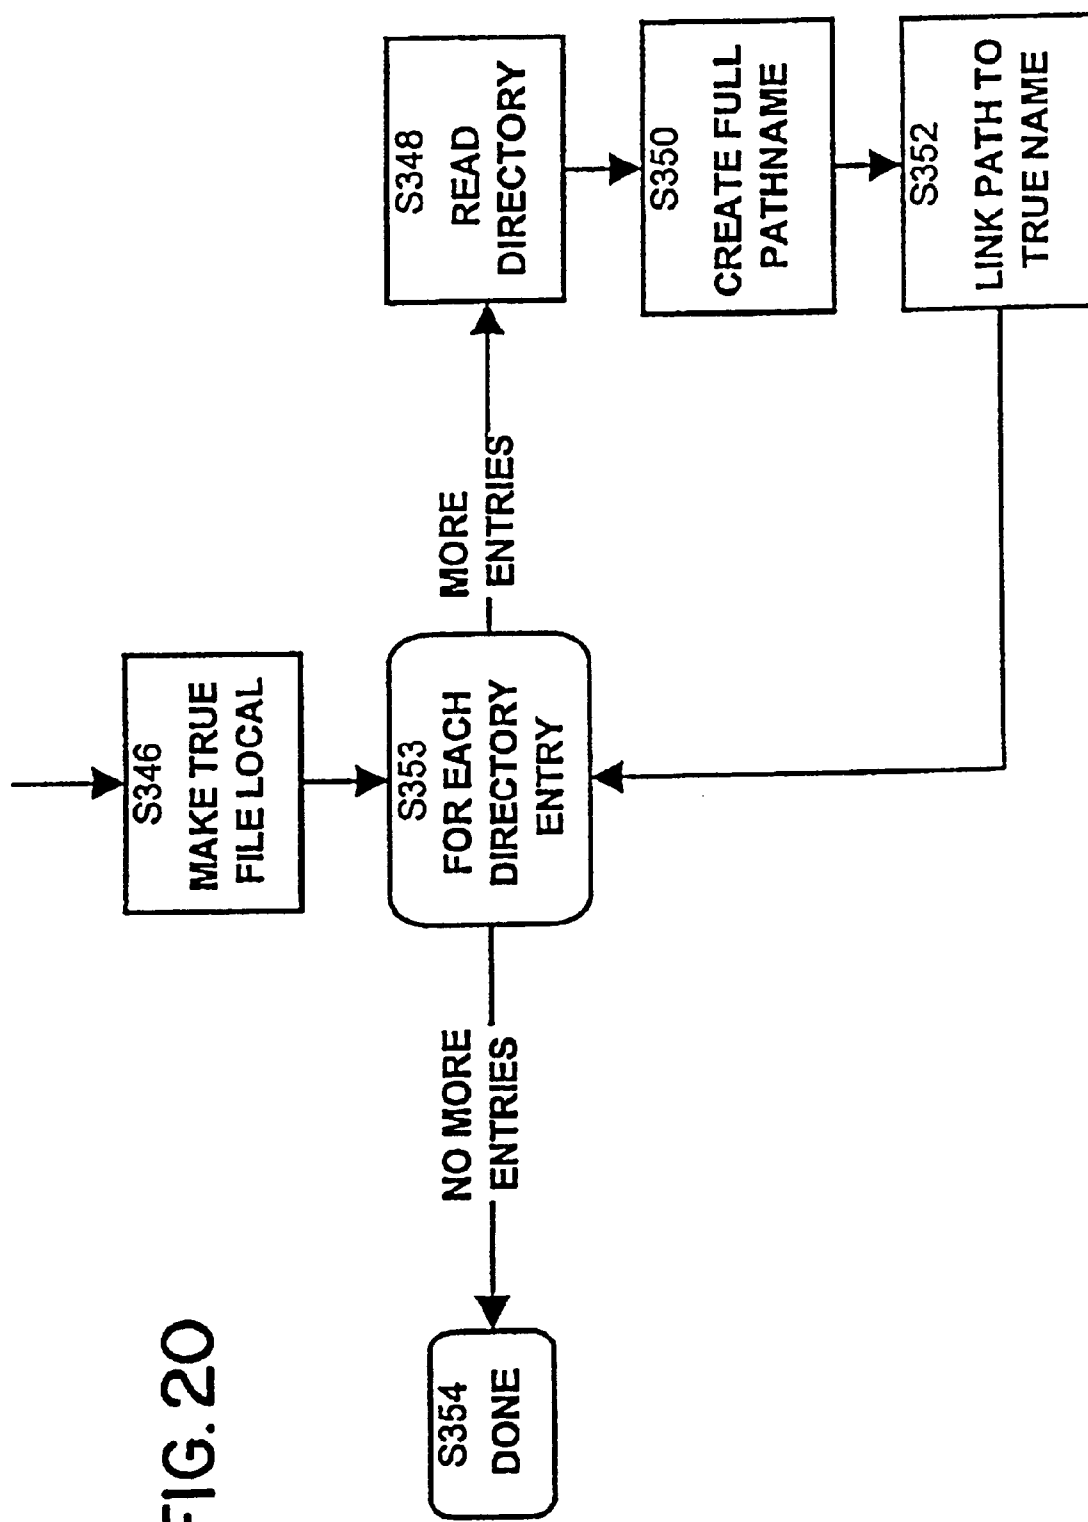 FIG. 20
S346
MAKE TRUE
FILE LOCAL
S353
FOR EACH
DIRECTORY
ENTRY
MORE
ENTRIES
S348
READ
DIRECTORY
S350
CREATE FULL
PATHNAME
S352
LINK PATH TO
TRUE NAME
NO MORE
ENTRIES
S354
DONE